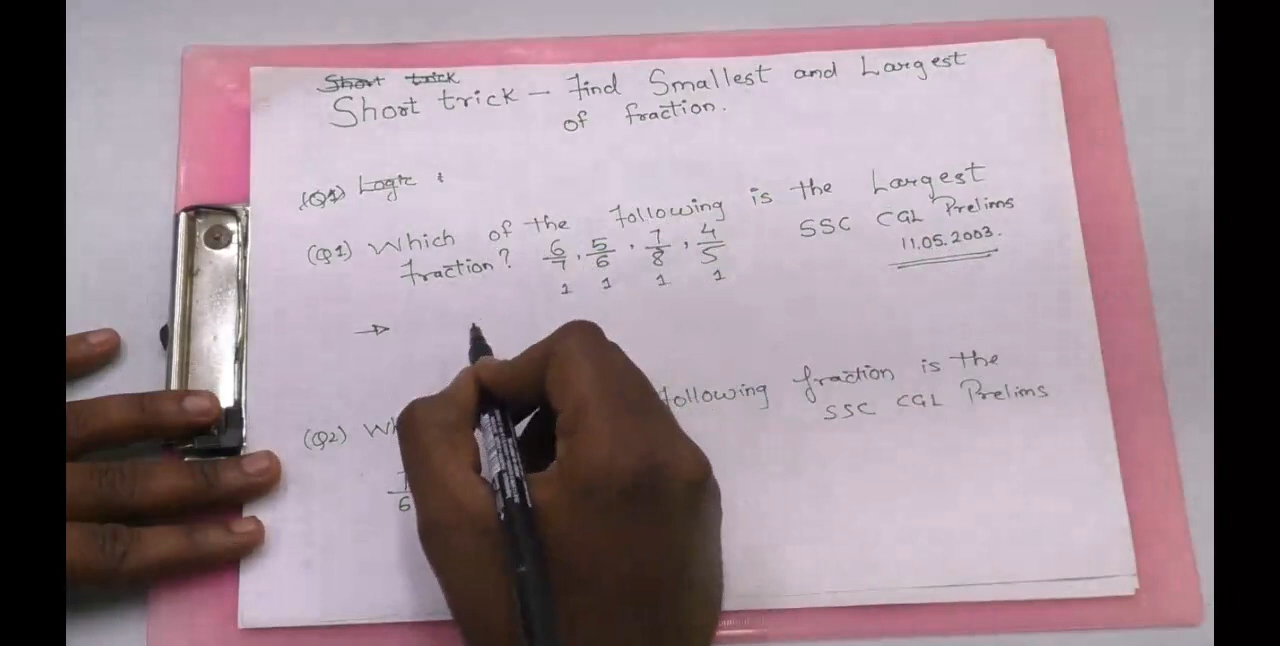 Short trick
Short trick - Find Smallest and Largest
of fraction.
(Q1) Logic :
(Q1) Which of the following is the Largest
fraction? 6/7, 5/6, 7/8, 4/5 SSC CGL Prelims
11.05.2003.
1 1 1 1
(Q2) following fraction is the
SSC CGL Prelims
6